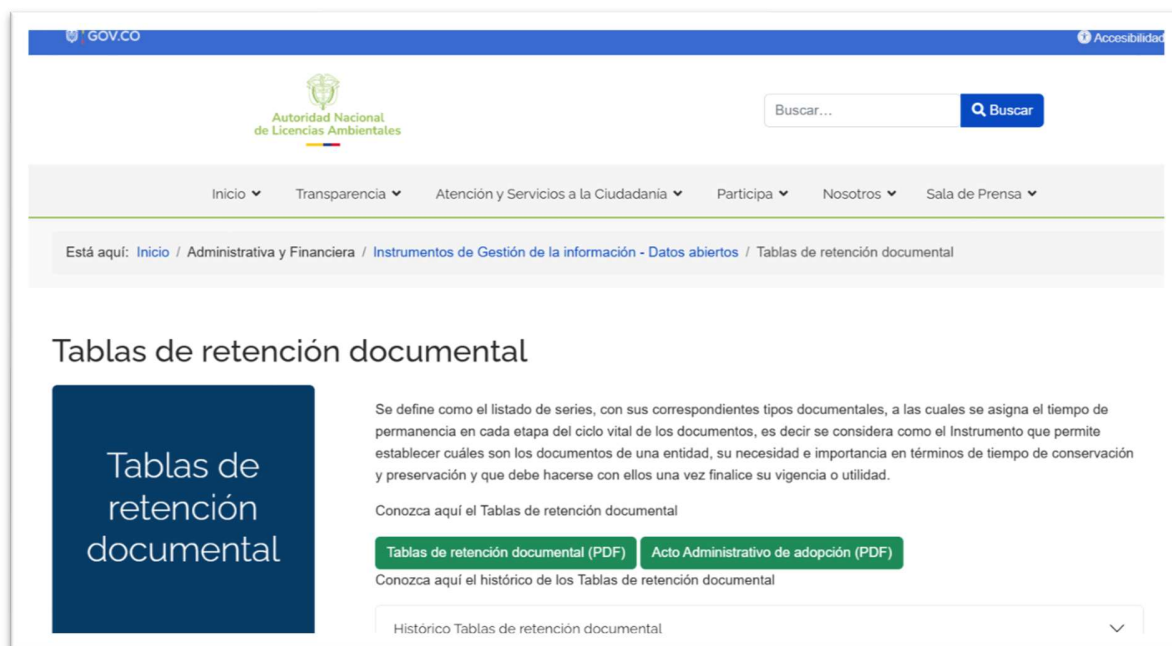 GOV.CO
Accesibilidad
Autoridad Nacional
de Licencias Ambientales
Buscar...
Buscar
Inicio
Transparencia
Atención y Servicios a la Ciudadanía
Participa
Nosotros
Sala de Prensa
Está aquí: Inicio / Administrativa y Financiera / Instrumentos de Gestión de la información - Datos abiertos / Tablas de retención documental
Tablas de retención documental
Tablas de
retención
documental
Se define como el listado de series, con sus correspondientes tipos documentales, a las cuales se asigna el tiempo de
permanencia en cada etapa del ciclo vital de los documentos, es decir se considera como el Instrumento que permite
establecer cuáles son los documentos de una entidad, su necesidad e importancia en términos de tiempo de conservación
y preservación y que debe hacerse con ellos una vez finalice su vigencia o utilidad.
Conozca aquí el Tablas de retención documental
Tablas de retención documental (PDF)
Acto Administrativo de adopción (PDF)
Conozca aquí el histórico de los Tablas de retención documental
Histórico Tablas de retención documental